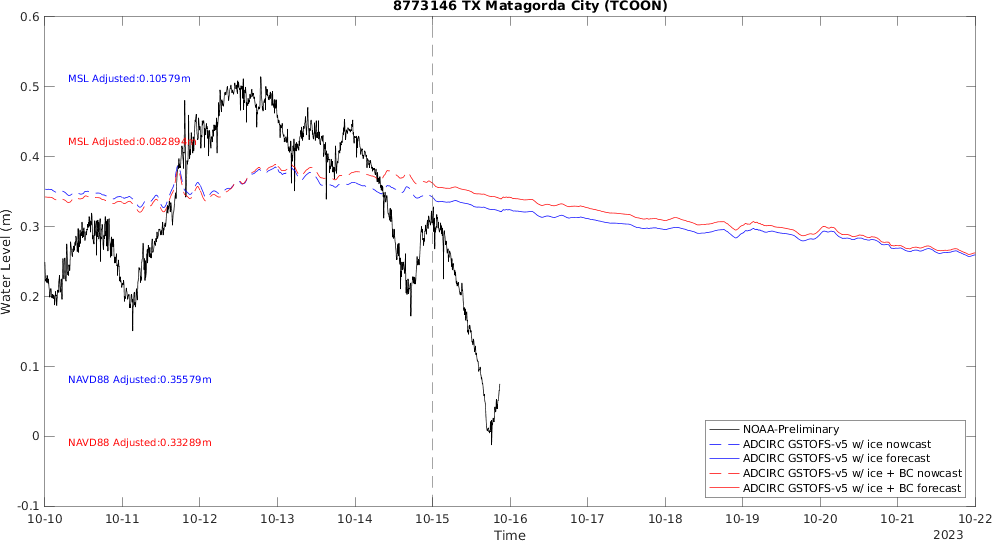 8773146 TX Matagorda City (TCOON)
0.6
0.5
0.4
0.3
0.2
0.1
0
-0.1
Water Level (m)
MSL Adjusted:0.10579m
MSL Adjusted:0.082894m
NAVD88 Adjusted:0.35579m
NAVD88 Adjusted:0.33289m
NOAA-Preliminary
ADCIRC GSTOFS-v5 w/ ice nowcast
ADCIRC GSTOFS-v5 w/ ice forecast
ADCIRC GSTOFS-v5 w/ ice + BC nowcast
ADCIRC GSTOFS-v5 w/ ice + BC forecast
10-10 10-11 10-12 10-13 10-14 10-15 10-16 10-17 10-18 10-19 10-20 10-21 10-22
Time
2023